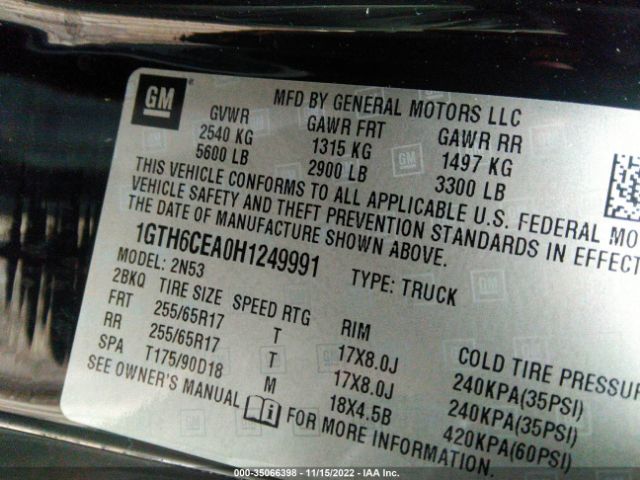 GM
MFD BY GENERAL MOTORS LLC
GVWR GAWR FRT GAWR RR
2540 KG 1315 KG 1497 KG
5600 LB 2900 LB 3300 LB
THIS VEHICLE CONFORMS TO ALL APPLICABLE U.S. FEDERAL MOTOR
VEHICLE SAFETY AND THEFT PREVENTION STANDARDS IN EFFECT
THE DATE OF MANUFACTURE SHOWN ABOVE.
1GTH6CEA0H1249991
MODEL: 2N53 TYPE: TRUCK
2BKQ TIRE SIZE SPEED RTG RIM COLD TIRE PRESSUR
FRT 255/65R17 T 17X8.0J 240KPA(35PSI)
RR 255/65R17 T 17X8.0J 240KPA(35PSI)
SPA T175/90D18 M 18X4.5B 420KPA(60PSI)
SEE OWNER'S MANUAL FOR MORE INFORMATION.
000-35066398 - 11/15/2022 - IAA Inc.